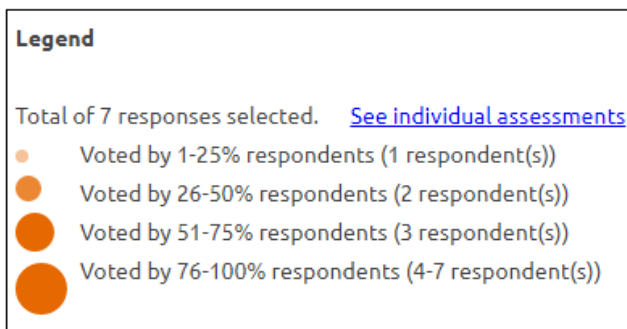 Legend
Total of 7 responses selected. See individual assessments
Voted by 1-25% respondents (1 respondent(s))
Voted by 26-50% respondents (2 respondent(s))
Voted by 51-75% respondents (3 respondent(s))
Voted by 76-100% respondents (4-7 respondent(s))